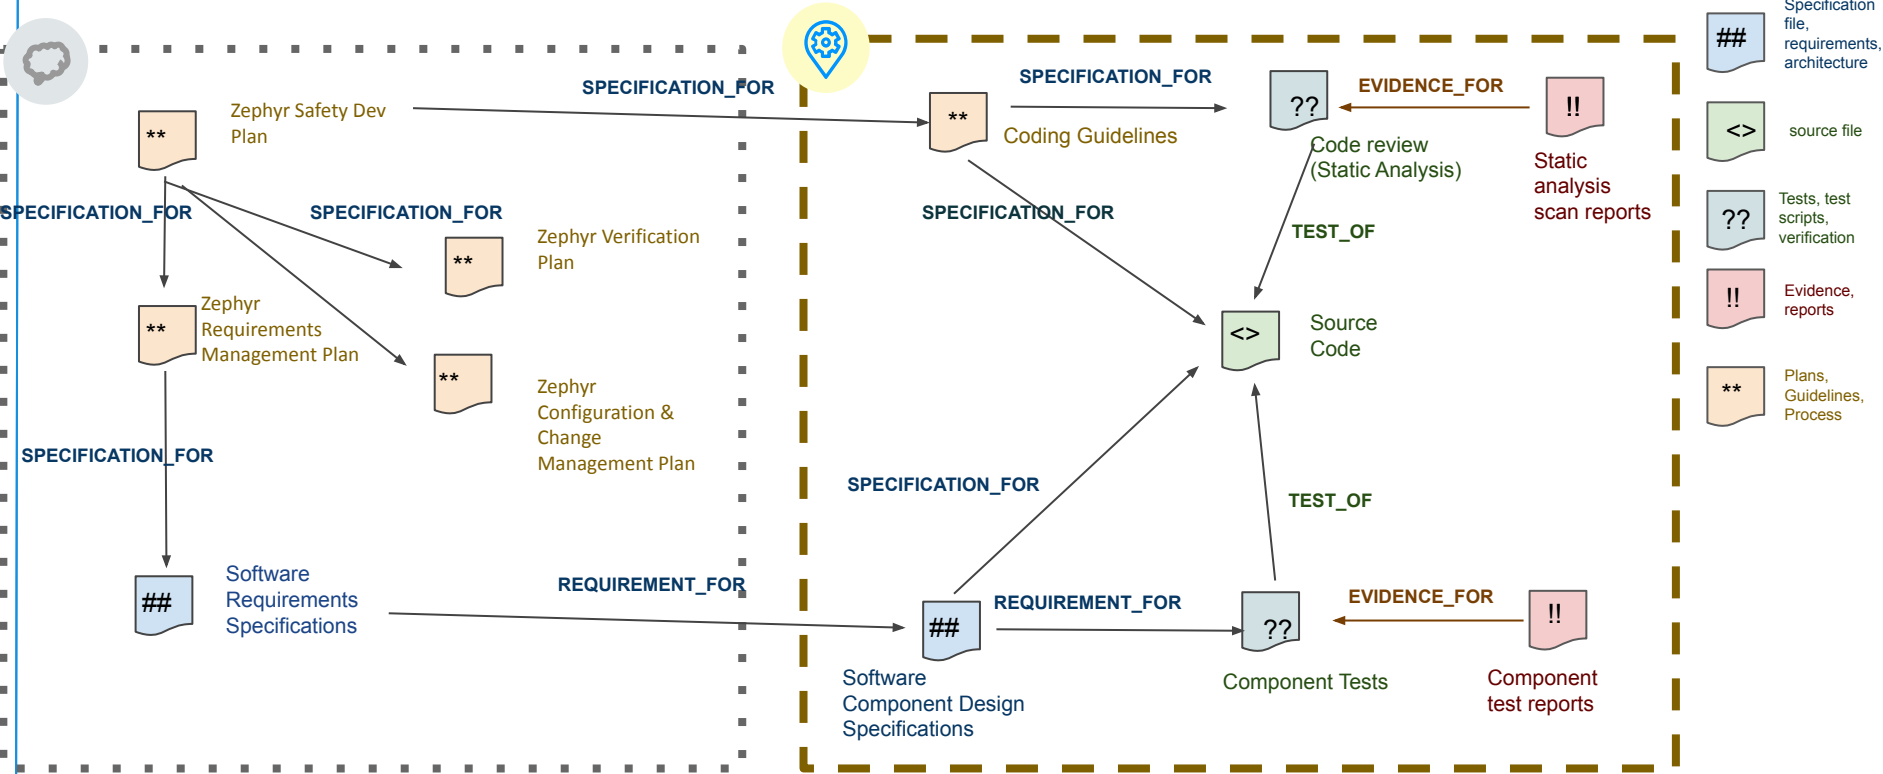 Specification
file,
requirements,
architecture
##
<>
source file
??
Tests, test
scripts,
verification
!!
Evidence,
reports
**
Plans,
Guidelines,
Process
**
Zephyr Safety Dev
Plan
SPECIFICATION_FOR
SPECIFICATION_FOR
SPECIFICATION_FOR
**
Zephyr Verification
Plan
**
Zephyr
Requirements
Management Plan
**
Zephyr
Configuration &
Change
Management Plan
SPECIFICATION_FOR
##
Software
Requirements
Specifications
REQUIREMENT_FOR
**
Coding Guidelines
SPECIFICATION_FOR
??
Code review
(Static Analysis)
EVIDENCE_FOR
!!
Static
analysis
scan reports
SPECIFICATION_FOR
TEST_OF
<>
Source
Code
SPECIFICATION_FOR
TEST_OF
##
Software
Component Design
Specifications
REQUIREMENT_FOR
??
Component Tests
EVIDENCE_FOR
!!
Component
test reports